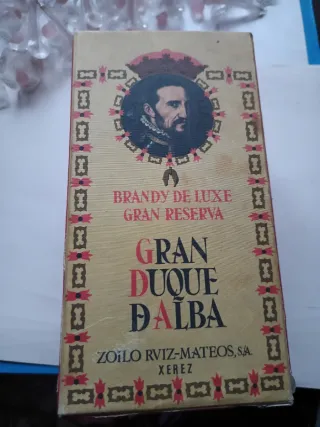 BRANDY DE LUXE
GRAN RESERVA
GRAN
DUQUE
D ALBA
ZOILO RVIZ-MATEOS, S.A.
XEREZ